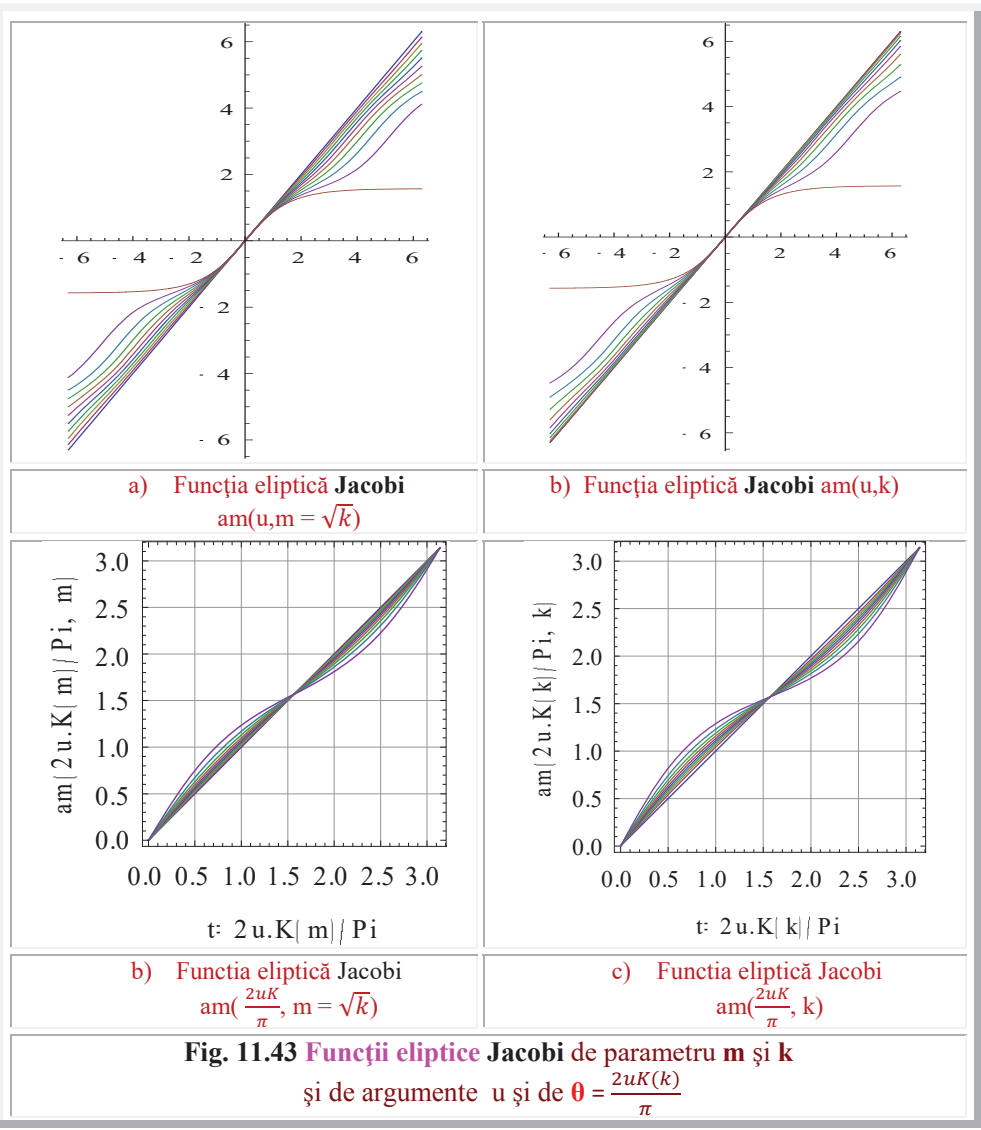 6
4
2
- 6 - 4 - 2 2 4 6
- 2
- 4
- 6
6
4
2
- 6 - 4 - 2 2 4 6
- 2
- 4
- 6
a) Funcţia eliptică Jacobi
am(u,m = √k)
b) Funcţia eliptică Jacobi am(u,k)
3.0
2.5
2.0
1.5
1.0
0.5
0.0
am(2u.K(m)/Pi, m)
0.0 0.5 1.0 1.5 2.0 2.5 3.0
t: 2u.K(m)/Pi
3.0
2.5
2.0
1.5
1.0
0.5
0.0
am(2u.K(k)/Pi, k)
0.0 0.5 1.0 1.5 2.0 2.5 3.0
t: 2u.K(k)/Pi
b) Functia eliptică Jacobi
am( 2uK/π, m = √k)
c) Functia eliptică Jacobi
am(2uK/π, k)
Fig. 11.43 Funcţii eliptice Jacobi de parametru m şi k
şi de argumente u şi de θ = 2uK(k)/π